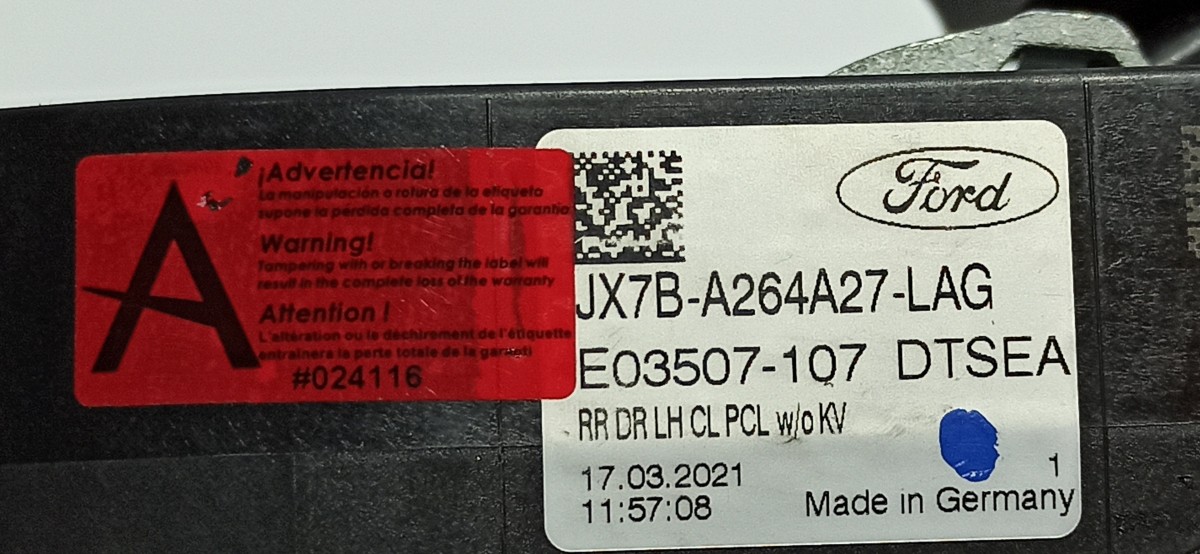 ¡Advertencia!
La manipulación o rotura de la etiqueta
supone la pérdida completa de la garantía
Warning!
Tampering with or breaking the label will
result in the complete loss of the warranty
Attention !
L'altération ou le déchirement de l'étiquette
entraînera la perte totale de la garanti
#024116
Ford
JX7B-A264A27-LAG
E03507-107 DTSEA
RR DR LH CL PCL w/o KV
17.03.2021
1
11:57:08
Made in Germany